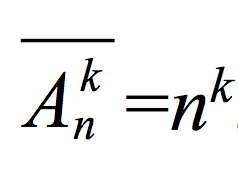 $\overline{A_n^k} = n^k.$